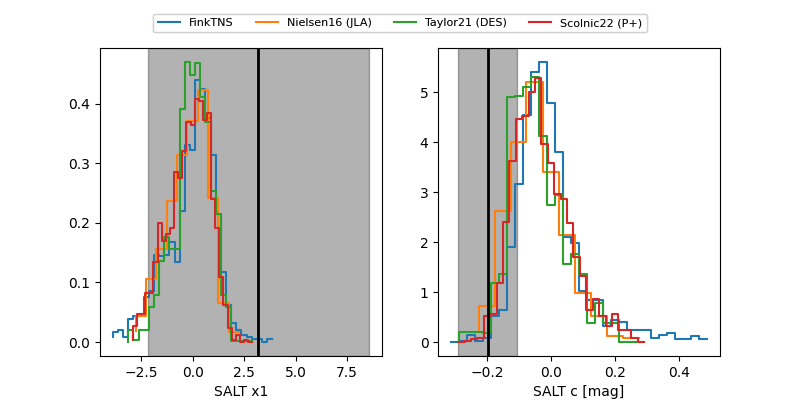 FinkTNS Nielsen16 (JLA) Taylor21 (DES) Scolnic22 (P+)
0.4
0.3
0.2
0.1
0.0
−2.5 0.0 2.5 5.0 7.5
SALT x1
5
4
3
2
1
0
−0.2 0.0 0.2 0.4
SALT c [mag]